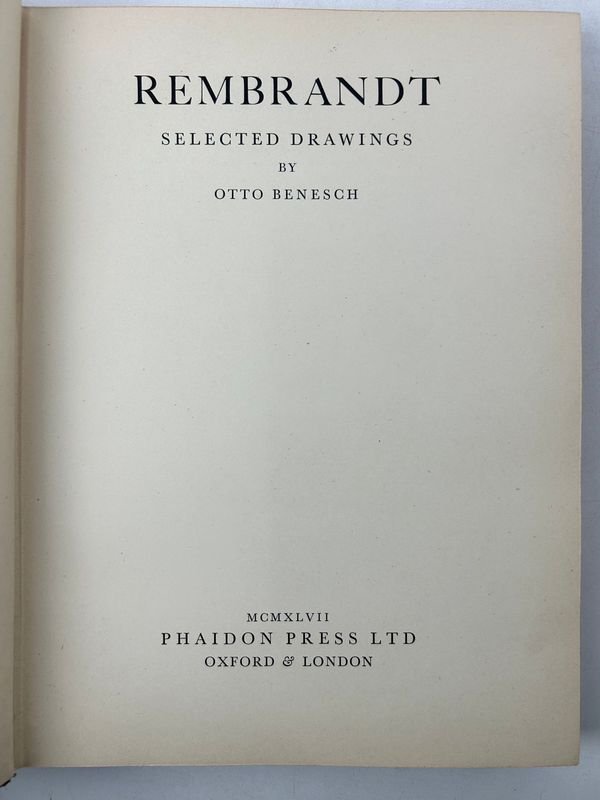 REMBRANDT
SELECTED DRAWINGS
BY
OTTO BENESCH
MCMXLVII
PHAIDON PRESS LTD
OXFORD & LONDON